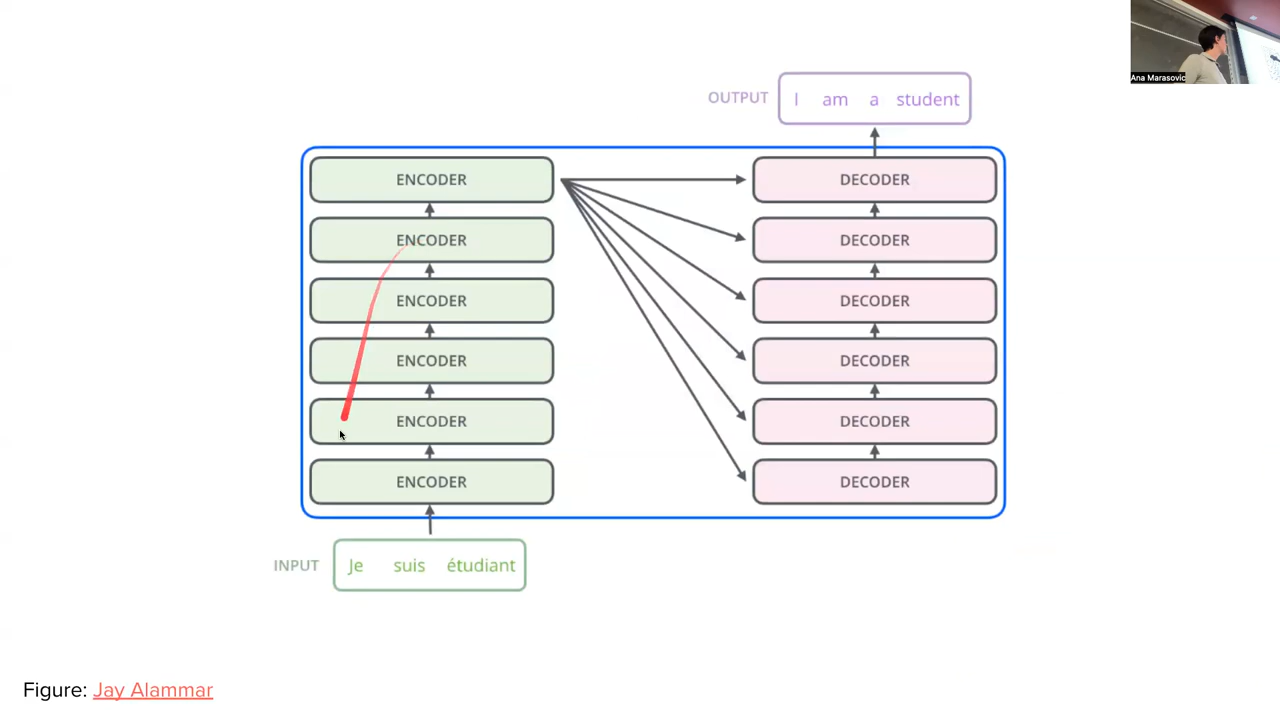 Ana Marasovic
OUTPUT
I am a student
ENCODER
ENCODER
ENCODER
ENCODER
ENCODER
ENCODER
DECODER
DECODER
DECODER
DECODER
DECODER
DECODER
INPUT
Je suis étudiant
Figure: Jay Alammar